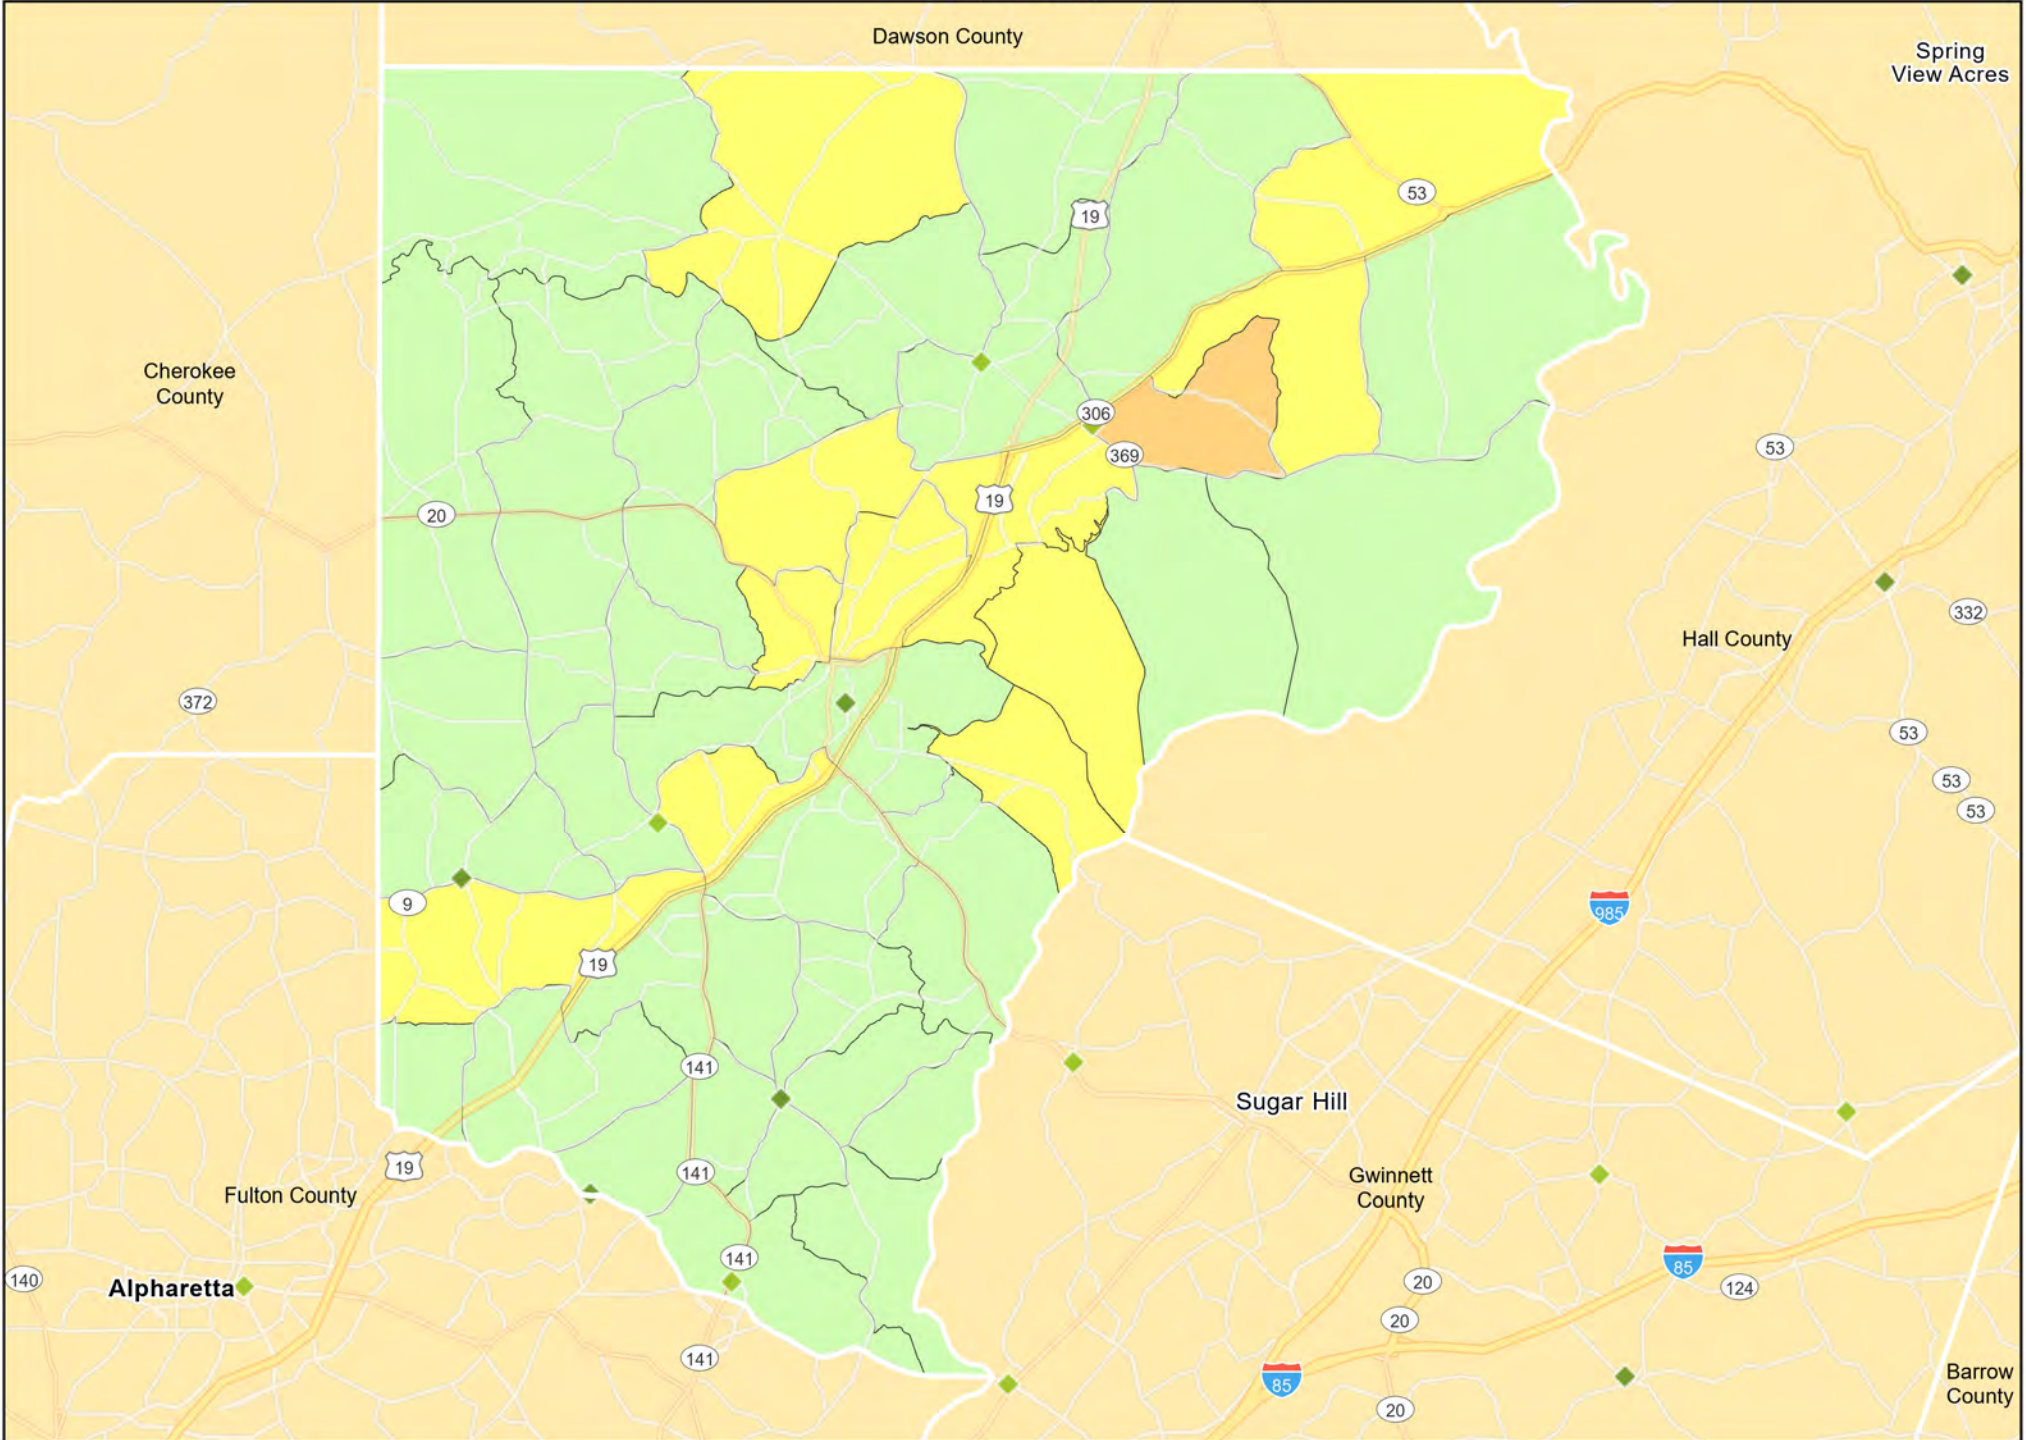 Dawson County
Spring
View Acres
53
19
Cherokee
County
306
53
369
19
20
332
Hall County
372
53
53
53
9
985
19
141
Sugar Hill
141
19
Gwinnett
County
Fulton County
141
85
140
Alpharetta
20
124
20
141
85
Barrow
County
20